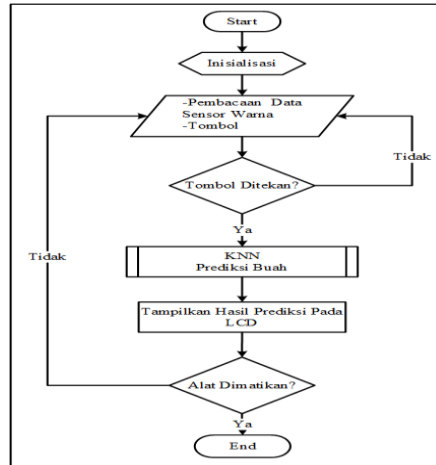 Start
Inisialisasi
-Pembacaan Data
Sensor Warna
-Tombol
Tidak
Tombol Ditekan?
Ya
Tidak
KNN
Prediksi Buah
Tampilkan Hasil Prediksi Pada
LCD
Alat Dimatikan?
Ya
End